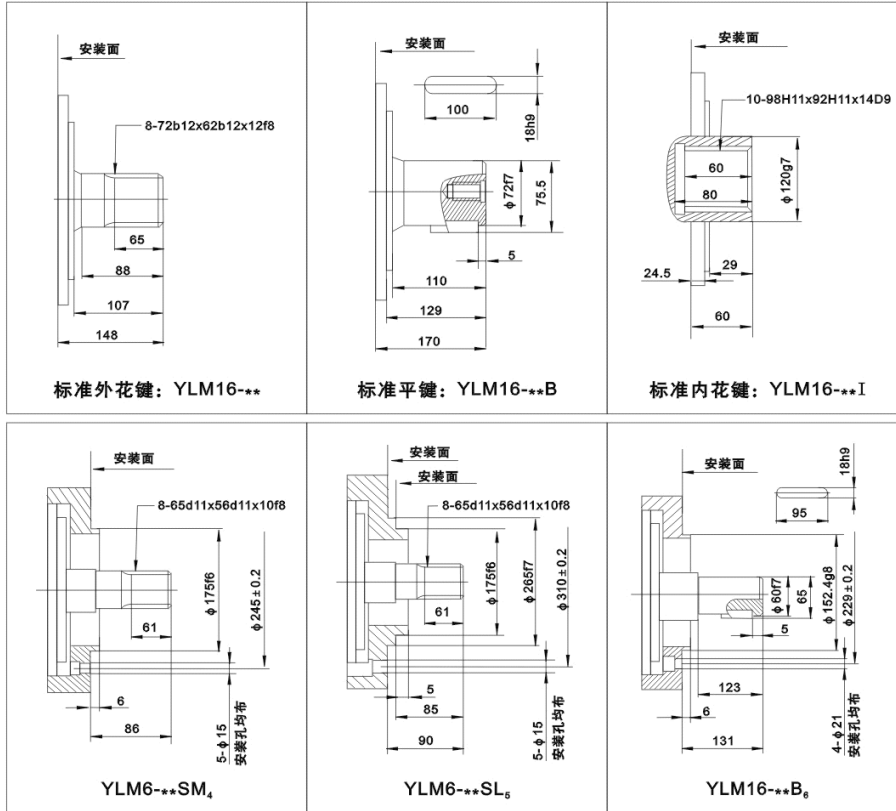 安装面
8-72b12x62b12x12f8
65
88
107
148
标准外花键：YLM16-**
安装面
100
18h9
φ72f7
75.5
5
110
129
170
标准平键：YLM16-**B
安装面
10-98H11x92H11x14D9
60
80
φ120g7
24.5
29
60
标准内花键：YLM16-**I
安装面
8-65d11x56d11x10f8
φ175f6
φ245±0.2
61
6
86
5-φ15
安装孔均布
YLM6-**SM₄
安装面
安装面
8-65d11x56d11x10f8
φ175f6
φ265f7
φ310±0.2
61
5
85
90
5-φ15
安装孔均布
YLM6-**SL₅
安装面
18h9
95
φ60f7
65
φ152.4g8
φ229±0.2
5
123
6
131
4-φ21
安装孔均布
YLM16-**B₆